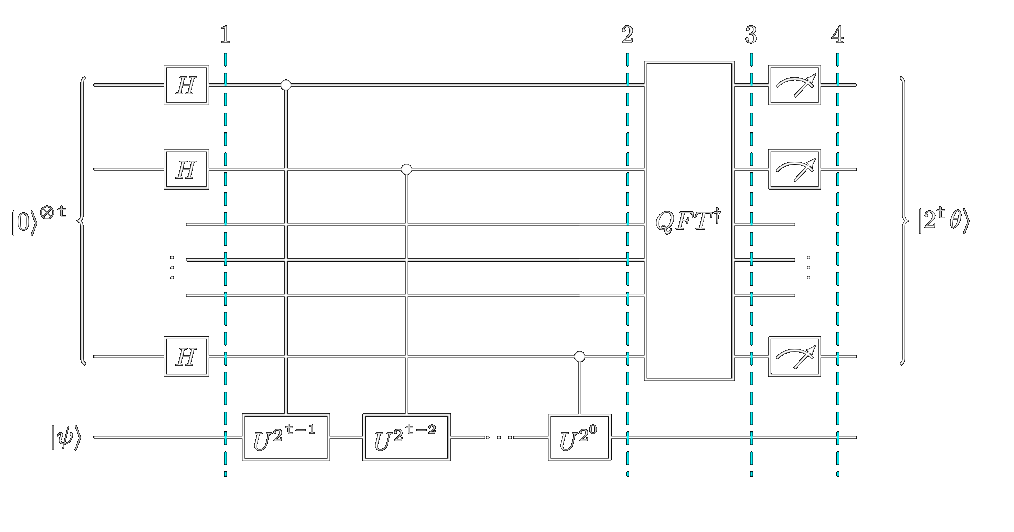 1 2 3 4
H
H
|0⟩^{⊗t} QFT† |2^t θ⟩
⋮ ⋮
H
|ψ⟩ U^{2^{t−1}} U^{2^{t−2}} ··· U^{2^0}